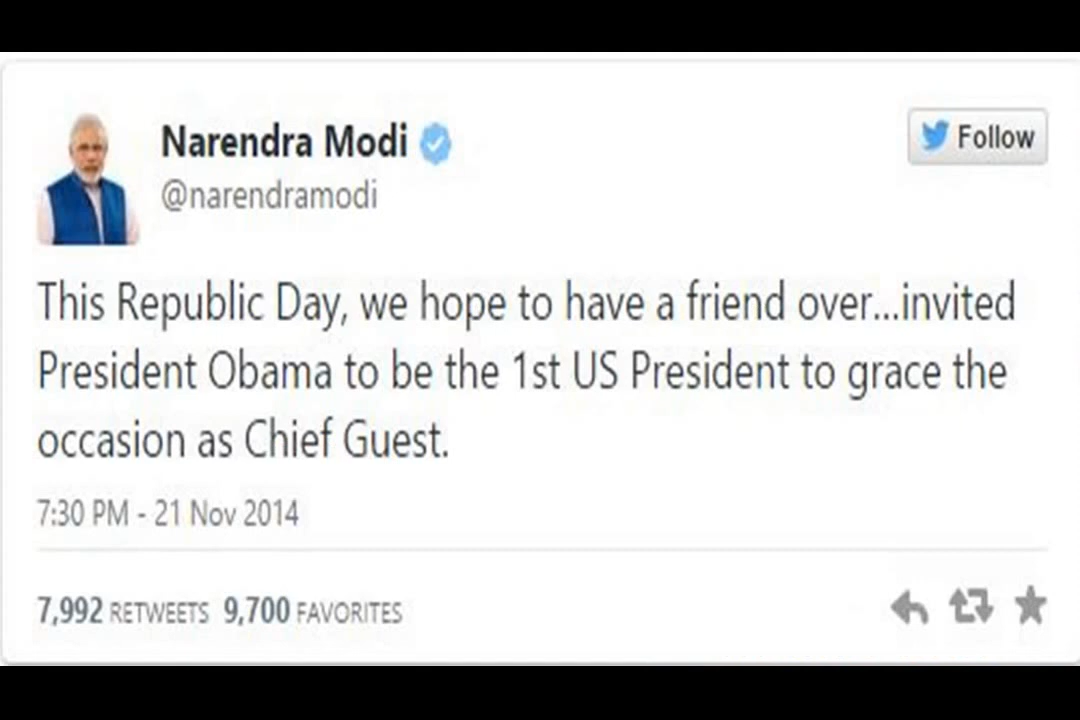 Narendra Modi
Follow
@narendramodi
This Republic Day, we hope to have a friend over...invited
President Obama to be the 1st US President to grace the
occasion as Chief Guest.
7:30 PM - 21 Nov 2014
7,992 RETWEETS 9,700 FAVORITES